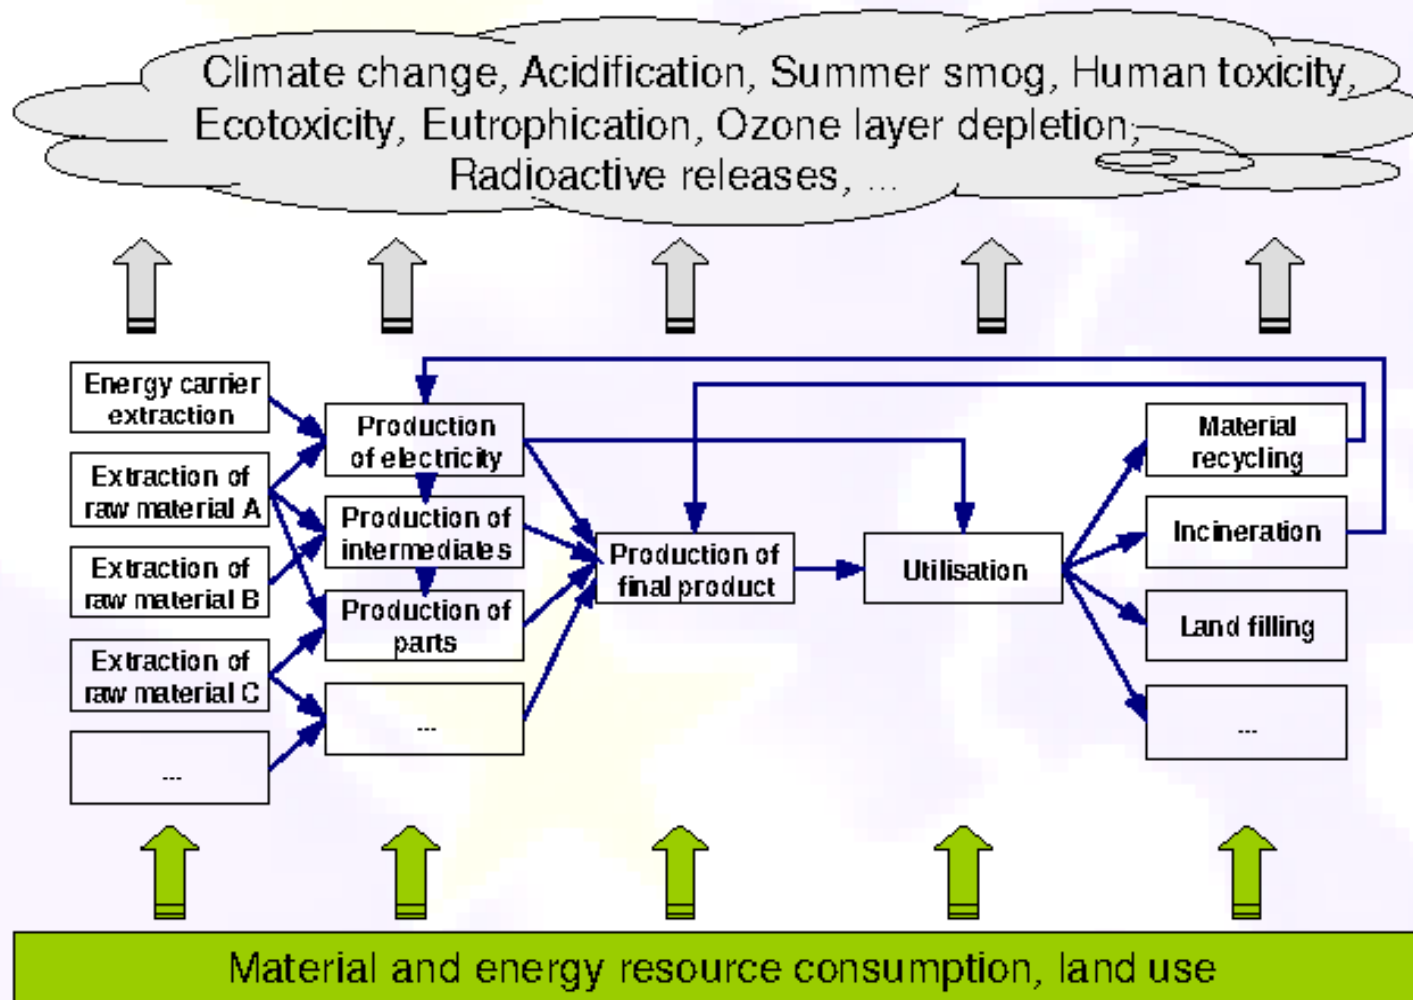 Climate change, Acidification, Summer smog, Human toxicity,
Ecotoxicity, Eutrophication, Ozone layer depletion,
Radioactive releases, ...
Energy carrier
extraction
Extraction of
raw material A
Extraction of
raw material B
Extraction of
raw material C
...
Production
of electricity
Production of
intermediates
Production of
parts
...
Production of
final product
Utilisation
Material
recycling
Incineration
Land filling
...
Material and energy resource consumption, land use